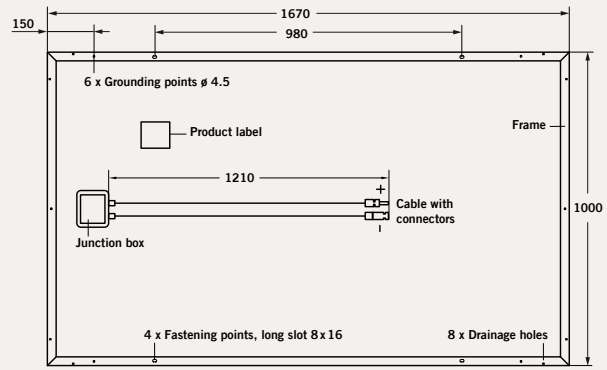 1670
150
980
6 x Grounding points ø 4.5
Product label
Frame
1210
+
Cable with
connectors
1000
–
Junction box
4 x Fastening points, long slot 8 x 16
8 x Drainage holes